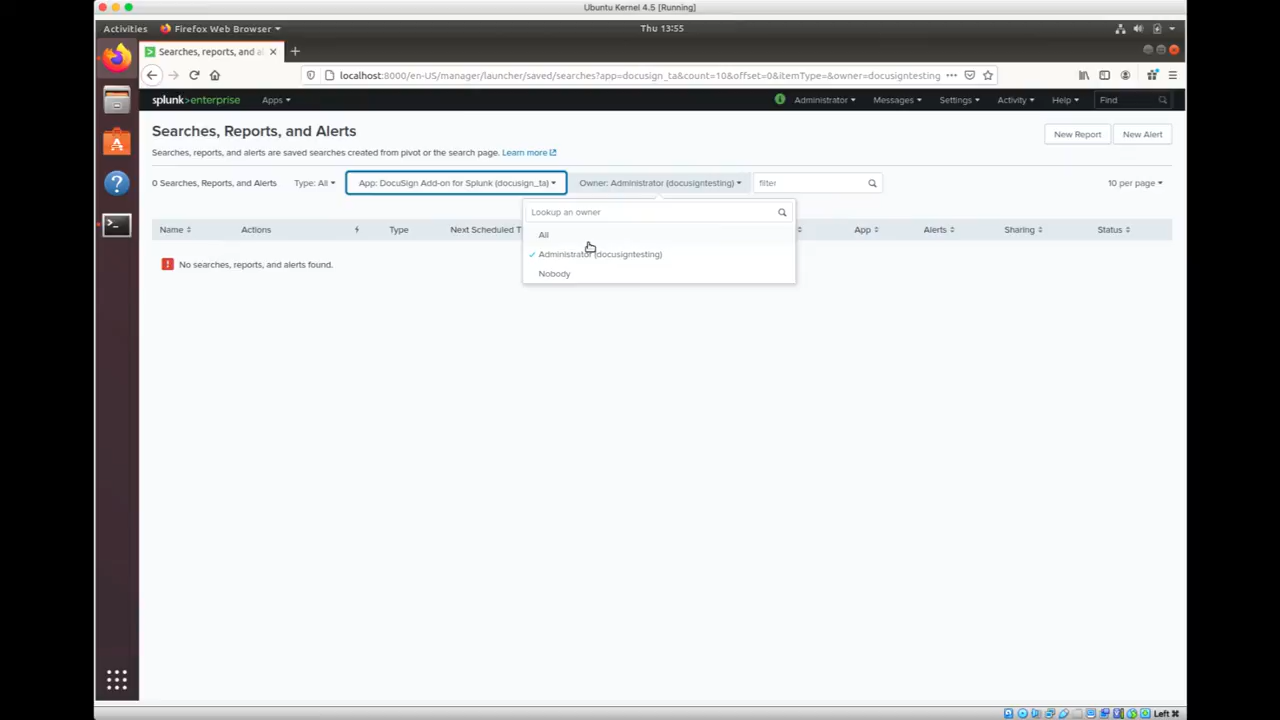 Ubuntu Kernel 4.5 [Running]
Activities
Firefox Web Browser
Thu 13:55
Searches, reports, and al
localhost:8000/en-US/manager/launcher/saved/searches?app=docusign_ta&count=10&offset=0&itemType=&owner=docusigntesting
splunk>enterprise
Apps
Administrator
Messages
Settings
Activity
Help
Find
Searches, Reports, and Alerts
New Report
New Alert
Searches, reports, and alerts are saved searches created from pivot or the search page. Learn more
0 Searches, Reports, and Alerts
Type: All
App: DocuSign Add-on for Splunk (docusign_ta)
Owner: Administrator (docusigntesting)
filter
10 per page
Lookup an owner
All
Administrator (docusigntesting)
Nobody
Name
Actions
Type
Next Scheduled T
App
Alerts
Sharing
Status
No searches, reports, and alerts found.
Left ⌘